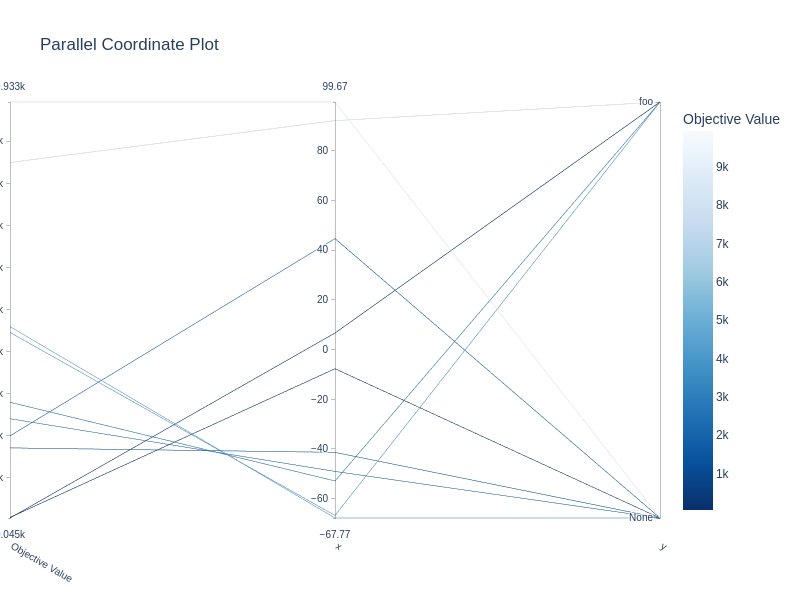 Parallel Coordinate Plot
.933k
99.67
foo
Objective Value
k
80
9k
k
60
8k
k
40
7k
k
20
6k
k
0
5k
k
−20
4k
k
−40
3k
k
−60
2k
k
1k
None
.045k
−67.77
Objective Value
x
y